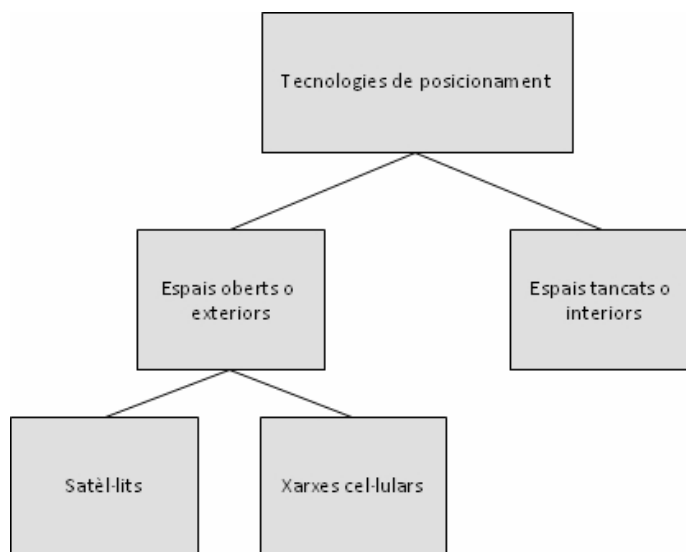 Tecnologies de posicionament
Espais oberts o
exteriors
Espais tancats o
interiors
Satèl·lits
Xarxes cel·lulars